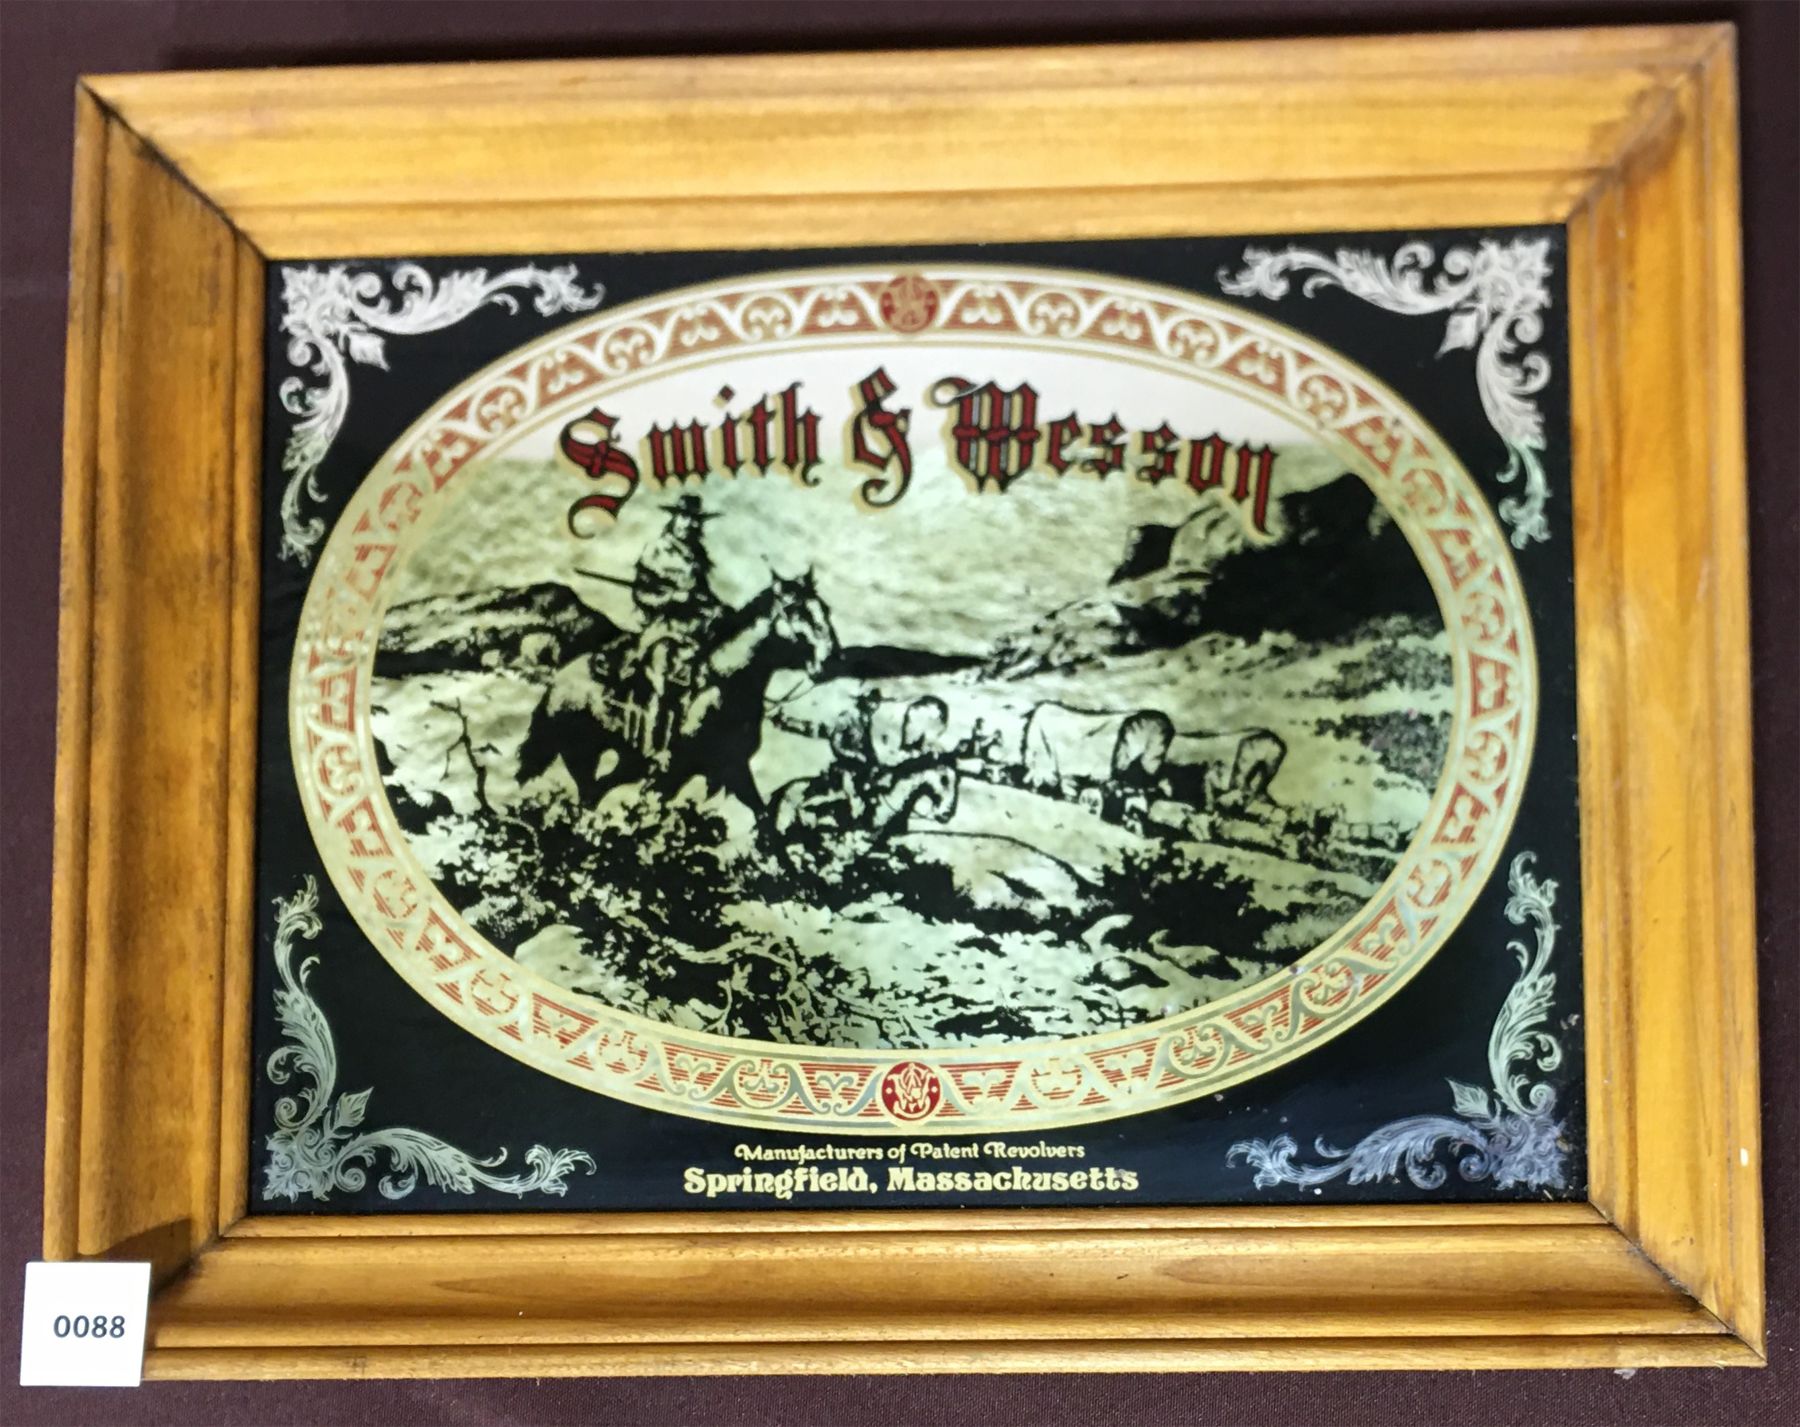 Smith & Wesson
Manufacturers of Patent Revolvers
Springfield, Massachusetts
0088